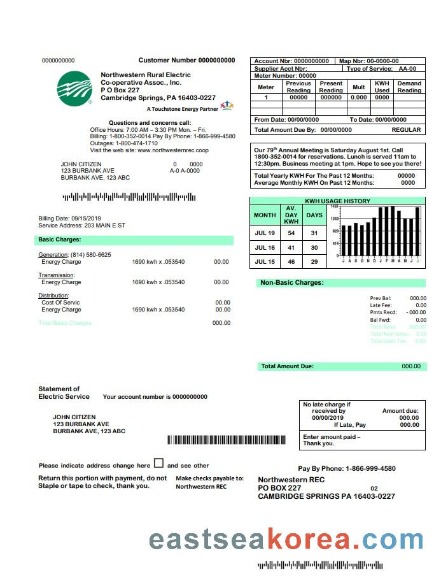 0000000000 Customer Number 0000000000
Northwestern Rural Electric
Co-operative Assoc., Inc.
P O Box 227
Cambridge Springs, PA 16403-0227
A Touchstone Energy Partner
Questions and concerns call:
Office Hours: 7:00 AM – 3.30 PM Mon. – Fri.
Billing: 1-800-352-0014 Pay By Phone: 1-866-999-4580
Outages: 1-800-474-1710
Visit the web site: www.northwesternrec.coop
JOHN CITIZEN 0 0000
123 BURBANK AVE A-0 A-0000
BURBANK AVE, 123 ABC
Billing Date: 09/15/2019
Service Address: 203 MAIN E ST
Basic Charges:
Generation: (814) 580-6625
Energy Charge 1690 kwh x .053540 00.00
Transmission:
Energy Charge 1690 kwh x .053540 00.00
Distribution:
Cost Of Servic 00.00
Energy Charge 1690 kwh x .053540 00.00
Total Basic Charges 000.00
Account Nbr: 0000000000 Map Nbr: 00-0000-00
Supplier Acct Nbr: Type of Service: AA-00
Meter Number: 00000
Meter Previous Reading Present Reading Mult KWH Used Demand Reading
1 00000 000000 0.000 0000
From Date: 00/00/0000 To Date: 00/00/0000
Total Amount Due By: 00/00/0000 REGULAR
Our 79th Annual Meeting is Saturday August 1st. Call
1800-352-0014 for reservations. Lunch is served 11am to
12:30pm. Business meeting at 1pm. Hope to see you there!
Total Yearly KWH For The Past 12 Months: 00000
Average Monthly KWH For The Past 12 Months: 0000
KWH USAGE HISTORY
MONTH AV. DAY KWH DAYS
JUL 19 54 31
JUL 16 41 30
JUL 15 46 29
J A S O N D J F M A M J J
Non-Basic Charges:
Prev Bal: 000.00
Late Fee: 0.00
Pmts Recd: - 000.00
Bal Fwd: 0.00
Total Amount Due: 000.00
Statement of
Electric Service Your account number is 0000000000
JOHN CITIZEN
123 BURBANK AVE
BURBANK AVE, 123 ABC
No late charge if
received by Amount due:
00/00/2019 000.00
if Late, Pay 000.00
Enter amount paid –
Thank you.
Please indicate address change here and see other
Return this portion with payment, do not
Staple or tape to check, thank you.
Make checks payable to:
Northwestern REC
Pay By Phone: 1-866-999-4580
Northwestern REC
PO BOX 227 02
CAMBRIDGE SPRINGS PA 16403-0227
eastseakorea.com